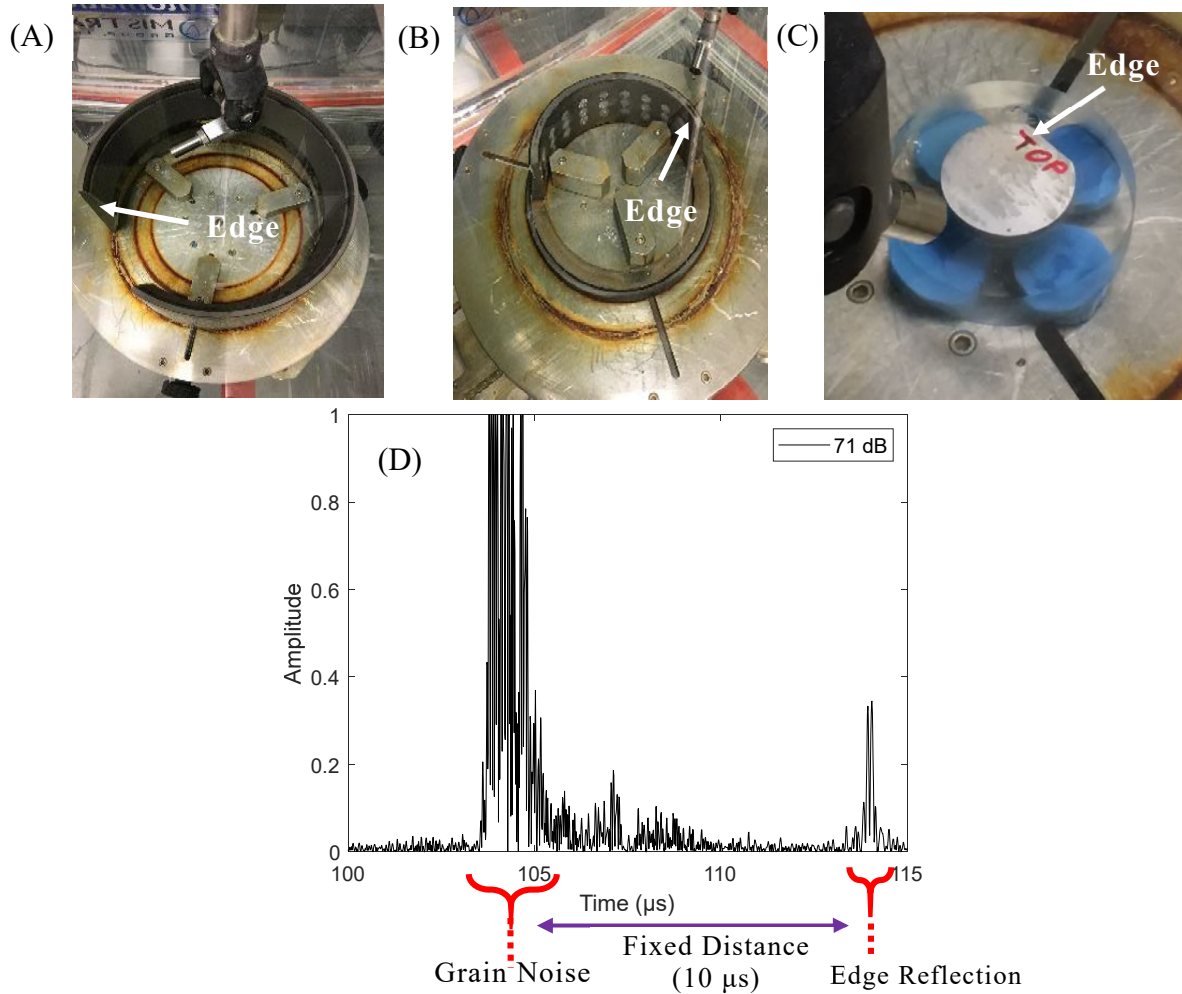 (A)
Edge
(B)
Edge
(C)
Edge
TOP
(D)
71 dB
1
0.8
0.6
0.4
0.2
0
Amplitude
100
105
110
115
Time (μs)
Fixed Distance
(10 μs)
Grain Noise
Edge Reflection